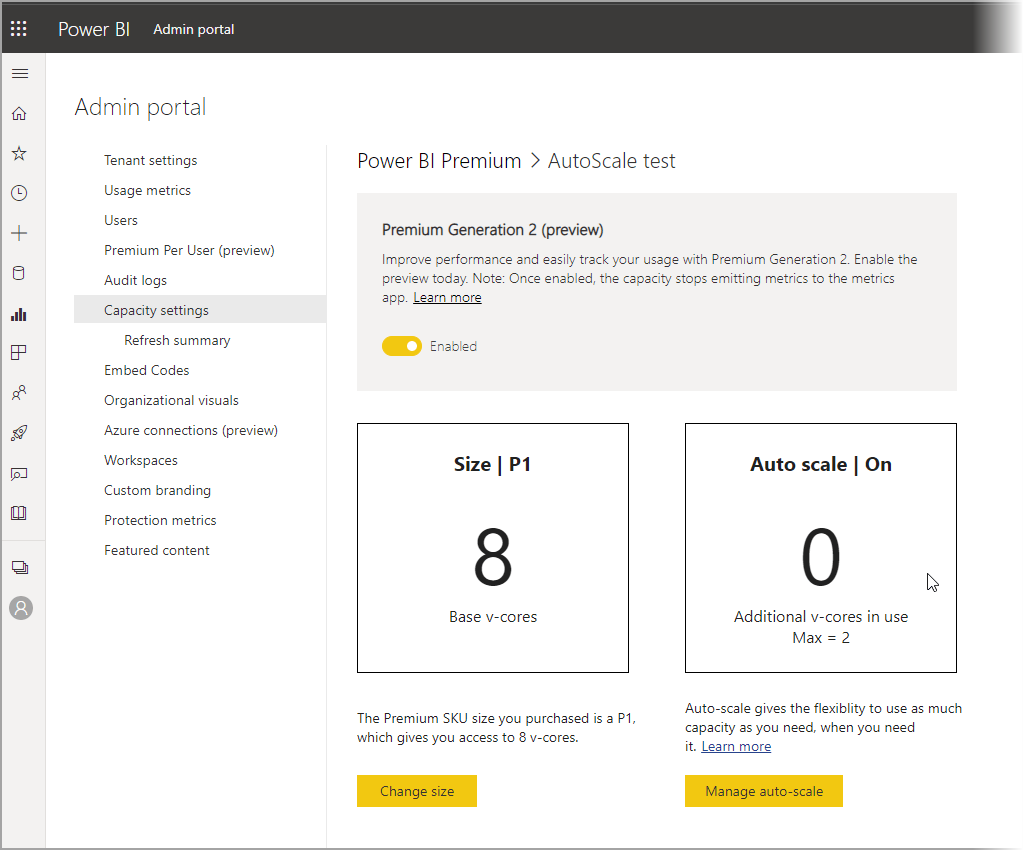 Power BI Admin portal
Admin portal
Tenant settings
Usage metrics
Users
Premium Per User (preview)
Audit logs
Capacity settings
Refresh summary
Embed Codes
Organizational visuals
Azure connections (preview)
Workspaces
Custom branding
Protection metrics
Featured content
Power BI Premium > AutoScale test
Premium Generation 2 (preview)
Improve performance and easily track your usage with Premium Generation 2. Enable the
preview today. Note: Once enabled, the capacity stops emitting metrics to the metrics
app. Learn more
Enabled
Size | P1
8
Base v-cores
The Premium SKU size you purchased is a P1,
which gives you access to 8 v-cores.
Change size
Auto scale | On
0
Additional v-cores in use
Max = 2
Auto-scale gives the flexiblity to use as much
capacity as you need, when you need
it. Learn more
Manage auto-scale